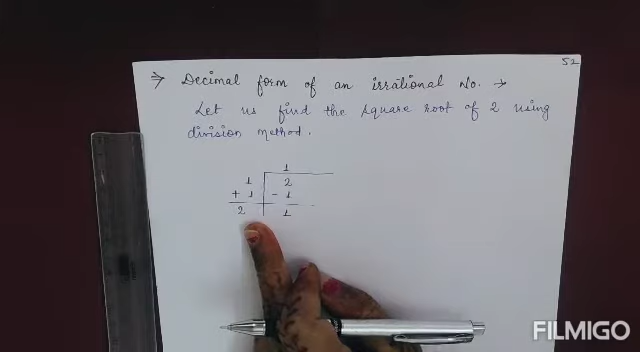 52
⇒ Decimal form of an irrational No. →
Let us find the square root of 2 using
division method.
1
1 2
+ 1 - 1
2 1
FILMIGO